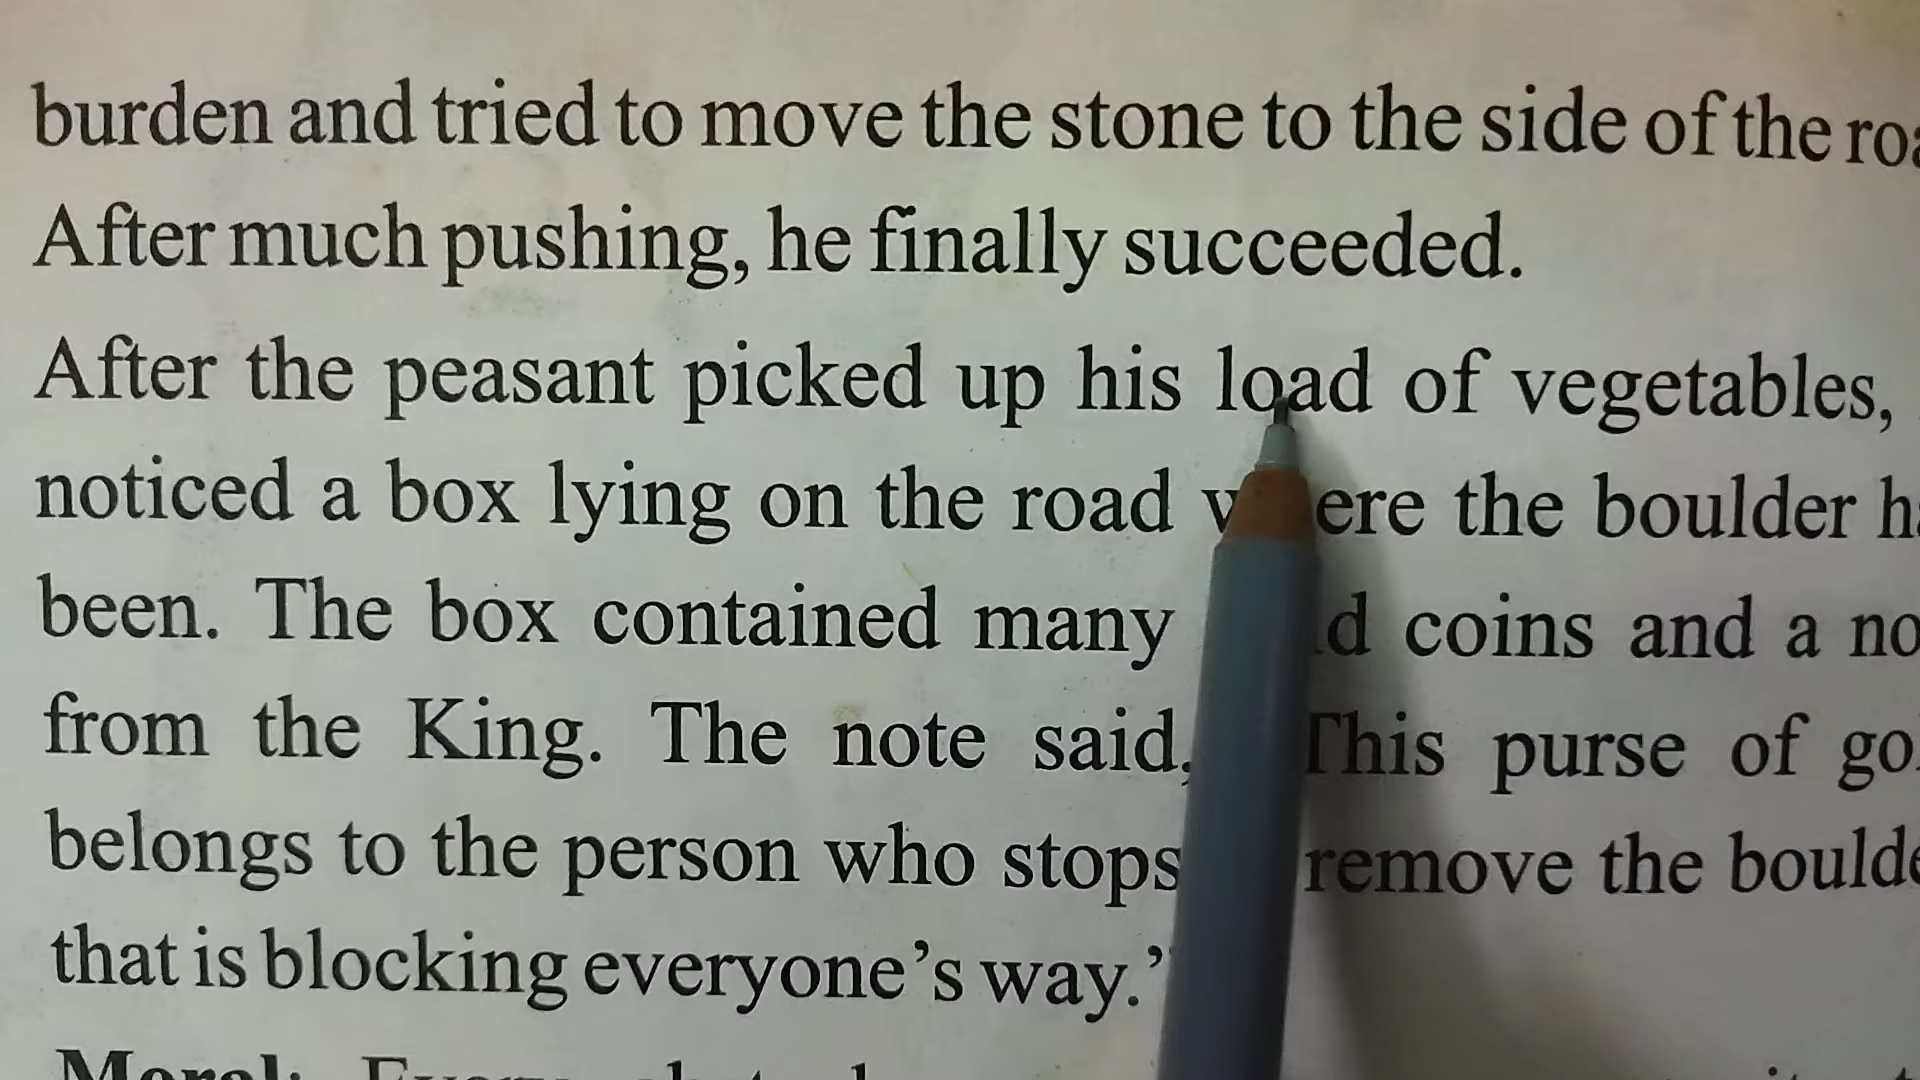 burden and tried to move the stone to the side of the
After much pushing, he finally succeeded.
After the peasant picked up his load of vegetables,
noticed a box lying on the road the boulder
been. The box contained many coins and a
from the King. The note said, This purse of
belongs to the person who stops remove the
that is blocking everyone's way.'
Moral: